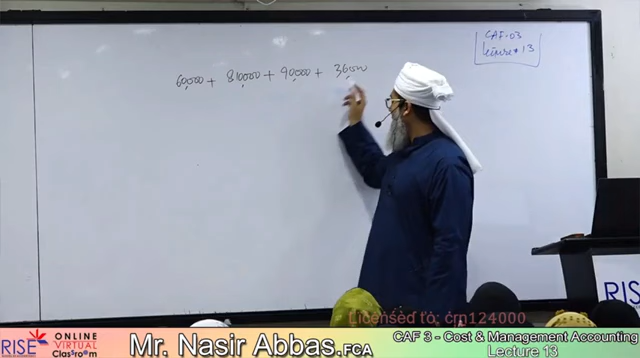 CAF-03
Lecture # 13
60,000 + 810,000 + 90,000 + 36,000
RISE
Licensed to: crn124000
RISE ONLINE VIRTUAL Classroom
Mr. Nasir Abbas.FCA
CAF 3 - Cost & Management Accounting
Lecture 13